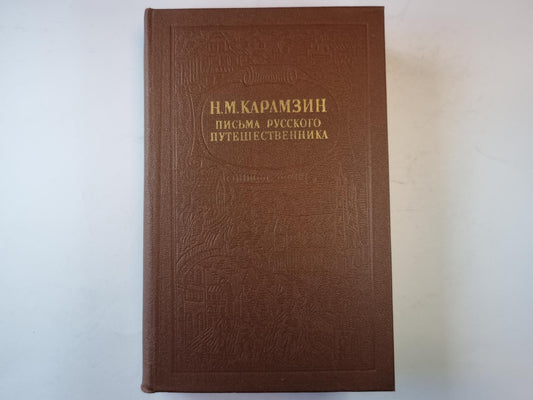 Н.М.КАРАМЗИН
ПИСЬМА РУССКОГО
ПУТЕШЕСТВЕННИКА